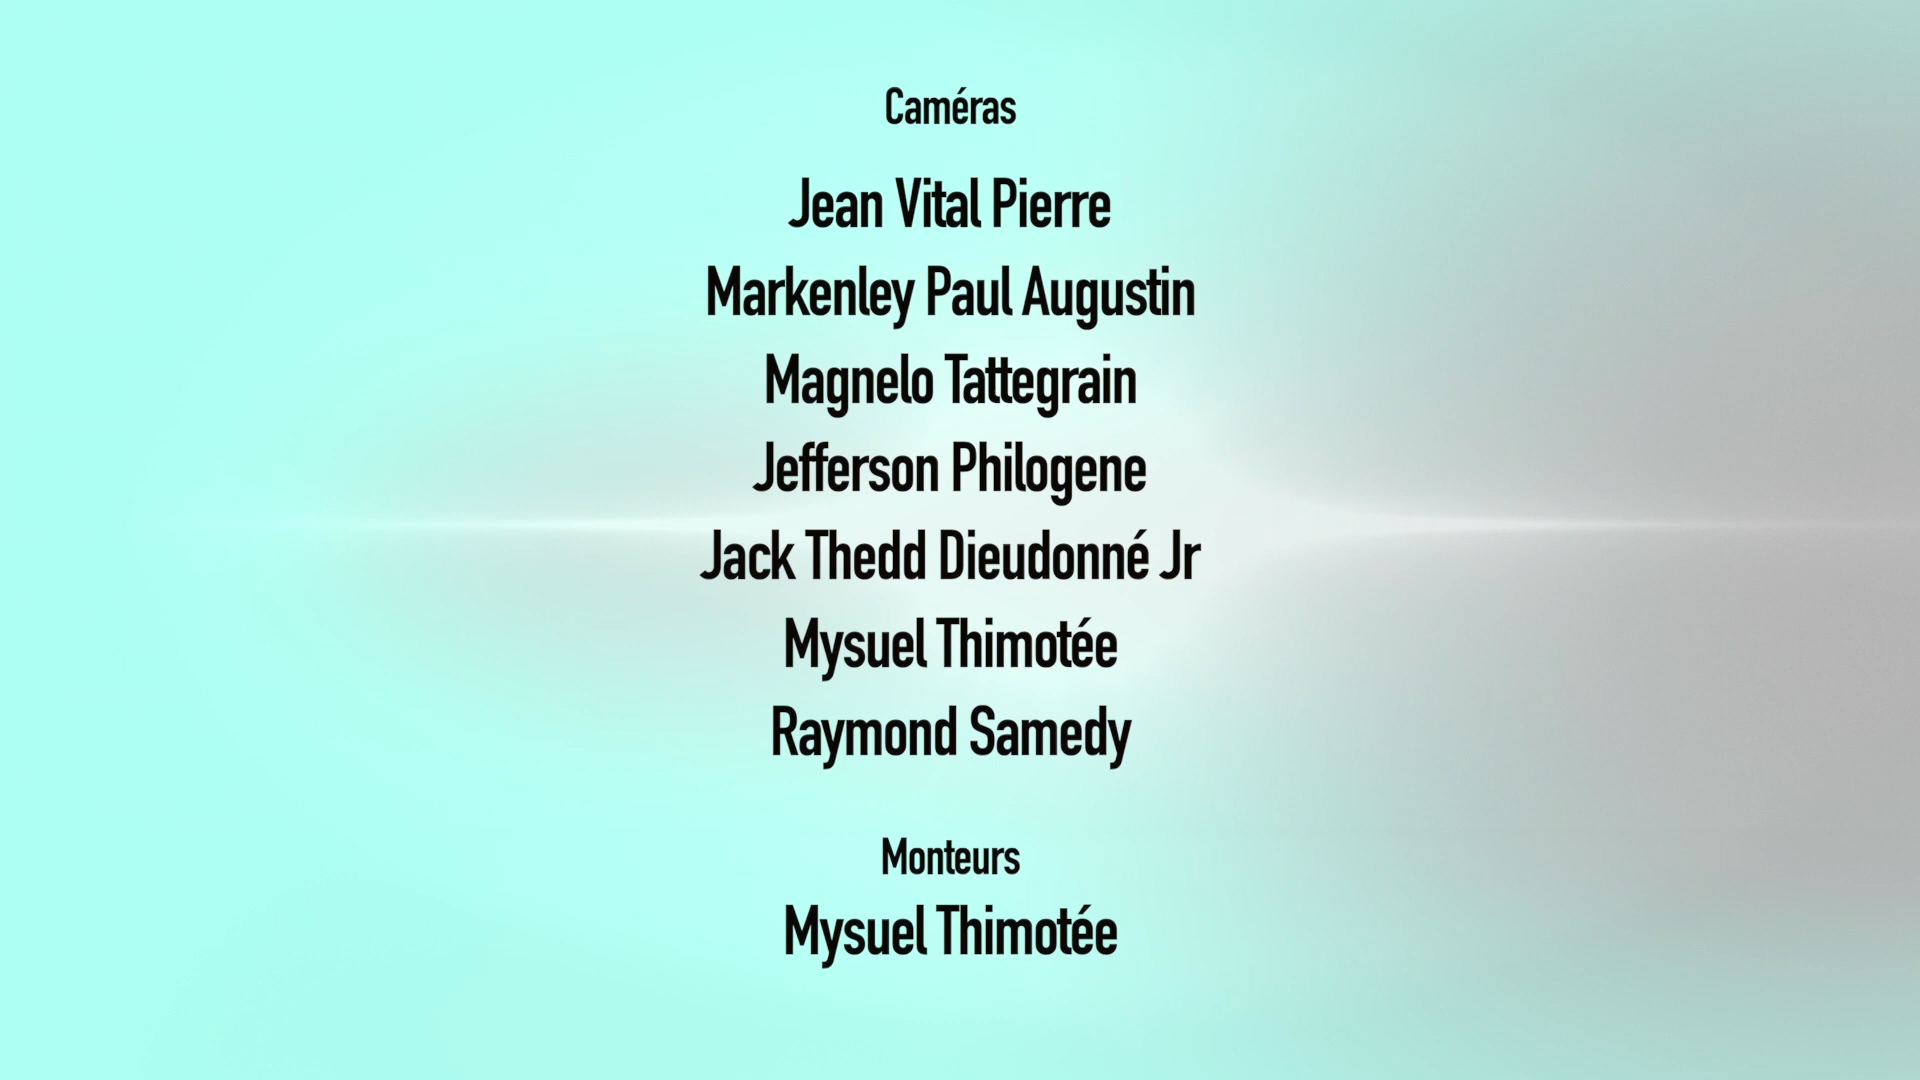 Caméras
Jean Vital Pierre
Markenley Paul Augustin
Magnelo Tattegrain
Jefferson Philogene
Jack Thedd Dieudonné Jr
Mysuel Thimotée
Raymond Samedy
Monteurs
Mysuel Thimotée